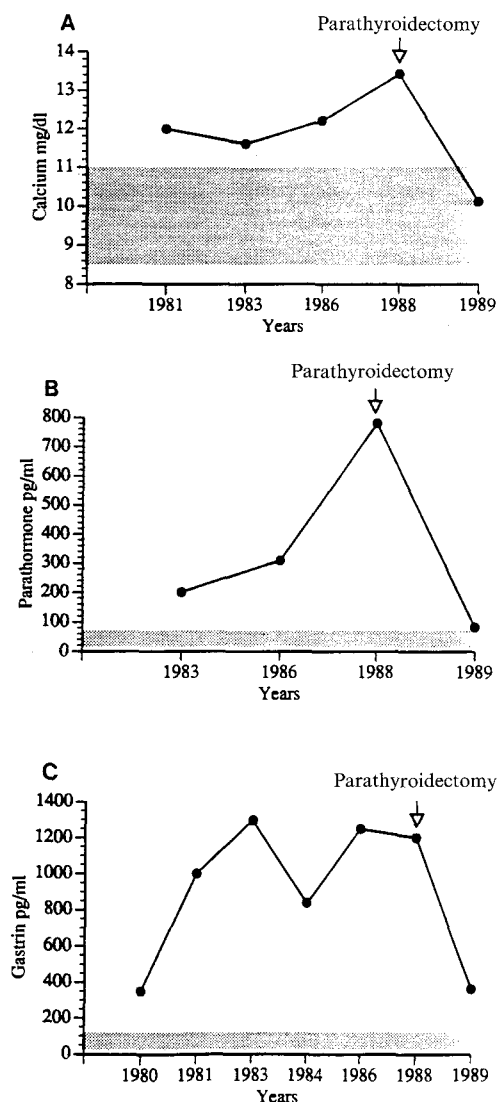 A
Parathyroidectomy
Calcium mg/dl
14
13
12
11
10
9
8
1981 1983 1986 1988 1989
Years
B
Parathyroidectomy
Parathormone pg/ml
800
700
600
500
400
300
200
100
0
1983 1986 1988 1989
Years
C
Parathyroidectomy
Gastrin pg/ml
1400
1200
1000
800
600
400
200
0
1980 1981 1983 1984 1986 1988 1989
Years